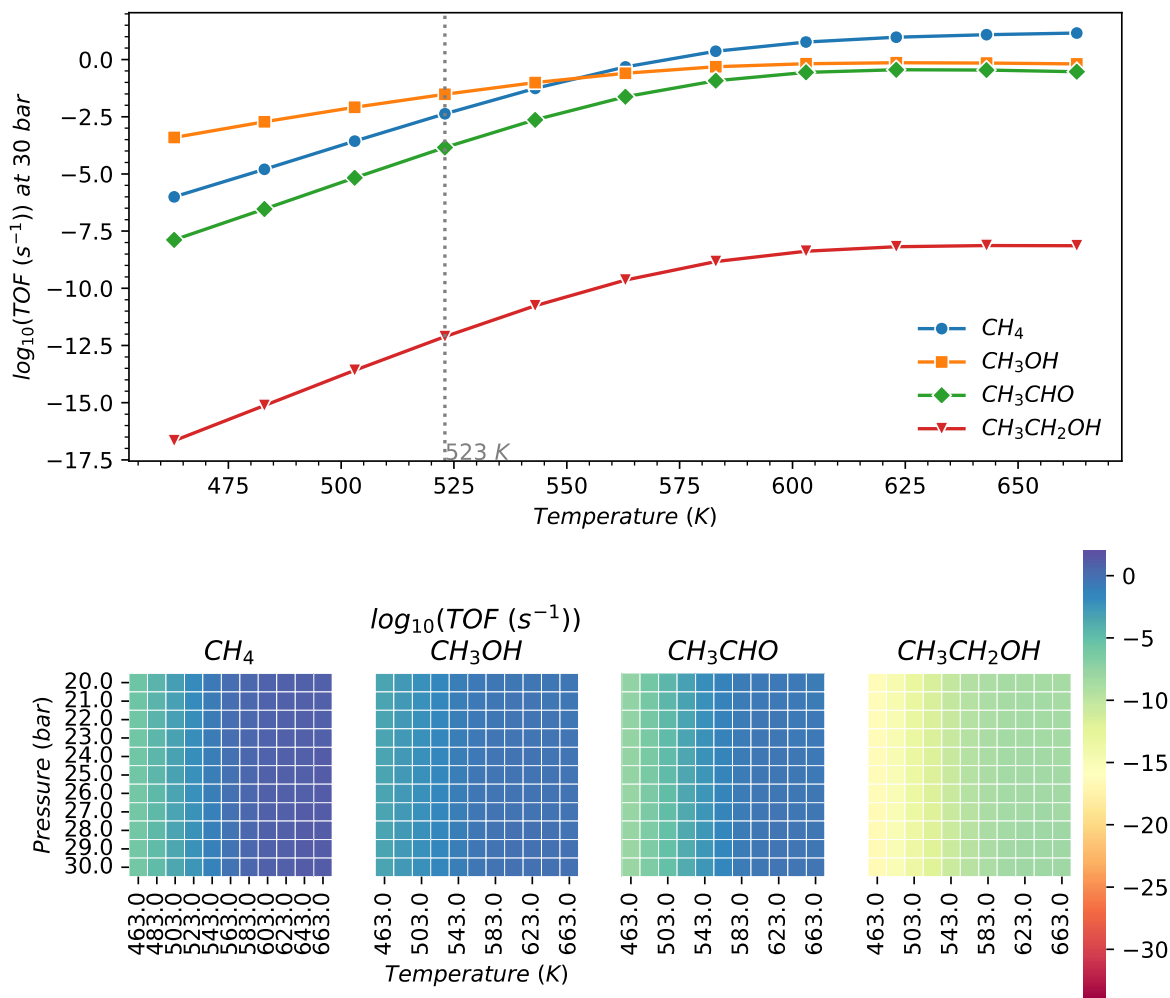 log10(TOF (s−1)) at 30 bar
0.0
−2.5
−5.0
−7.5
−10.0
−12.5
−15.0
−17.5
CH4
CH3OH
CH3CHO
CH3CH2OH
523 K
475 500 525 550 575 600 625 650
Temperature (K)
log10(TOF (s−1))
CH4 CH3OH CH3CHO CH3CH2OH
Pressure (bar)
20.0
21.0
22.0
23.0
24.0
25.0
26.0
27.0
28.0
29.0
30.0
463.0 483.0 503.0 523.0 543.0 563.0 583.0 603.0 623.0 643.0 663.0
463.0 503.0 543.0 583.0 623.0 663.0
463.0 503.0 543.0 583.0 623.0 663.0
463.0 503.0 543.0 583.0 623.0 663.0
Temperature (K)
0
−5
−10
−15
−20
−25
−30